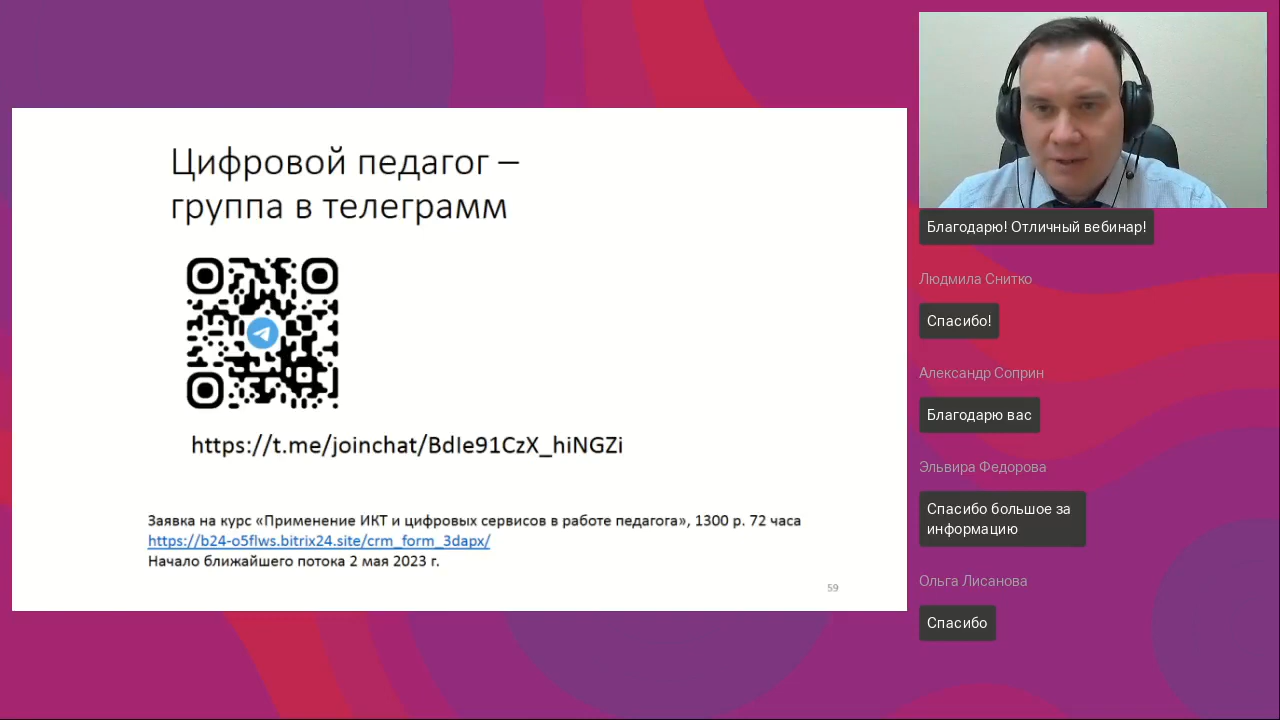 Цифровой педагог –
группа в телеграмм
https://t.me/joinchat/BdIe91CzX_hiNGZi
Заявка на курс «Применение ИКТ и цифровых сервисов в работе педагога», 1300 р. 72 часа
https://b24-o5flws.bitrix24.site/crm_form_3dapx/
Начало ближайшего потока 2 мая 2023 г.
59
Благодарю! Отличный вебинар!
Людмила Снитко
Спасибо!
Александр Соприн
Благодарю вас
Эльвира Федорова
Спасибо большое за
информацию
Ольга Лисанова
Спасибо